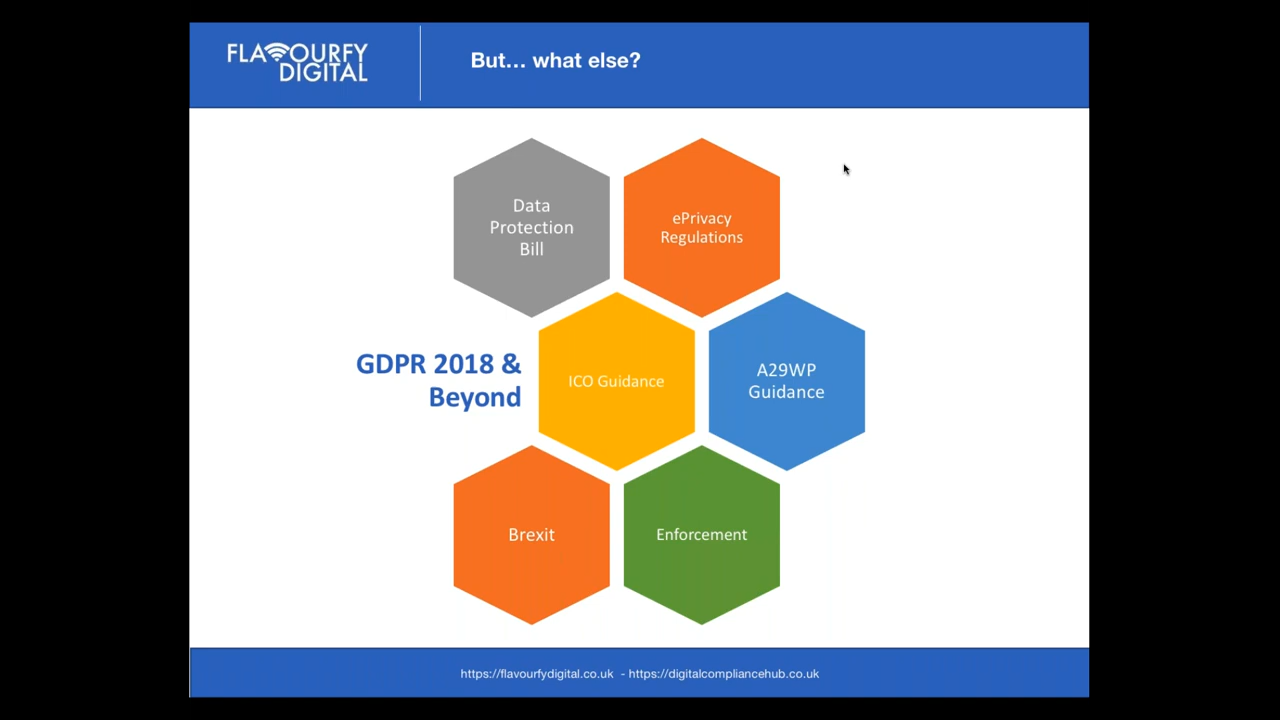 FLAVOURFY
DIGITAL
But... what else?
Data
Protection
Bill
ePrivacy
Regulations
GDPR 2018 &
Beyond
ICO Guidance
A29WP
Guidance
Brexit
Enforcement
https://flavourfydigital.co.uk - https://digitalcompliancehub.co.uk